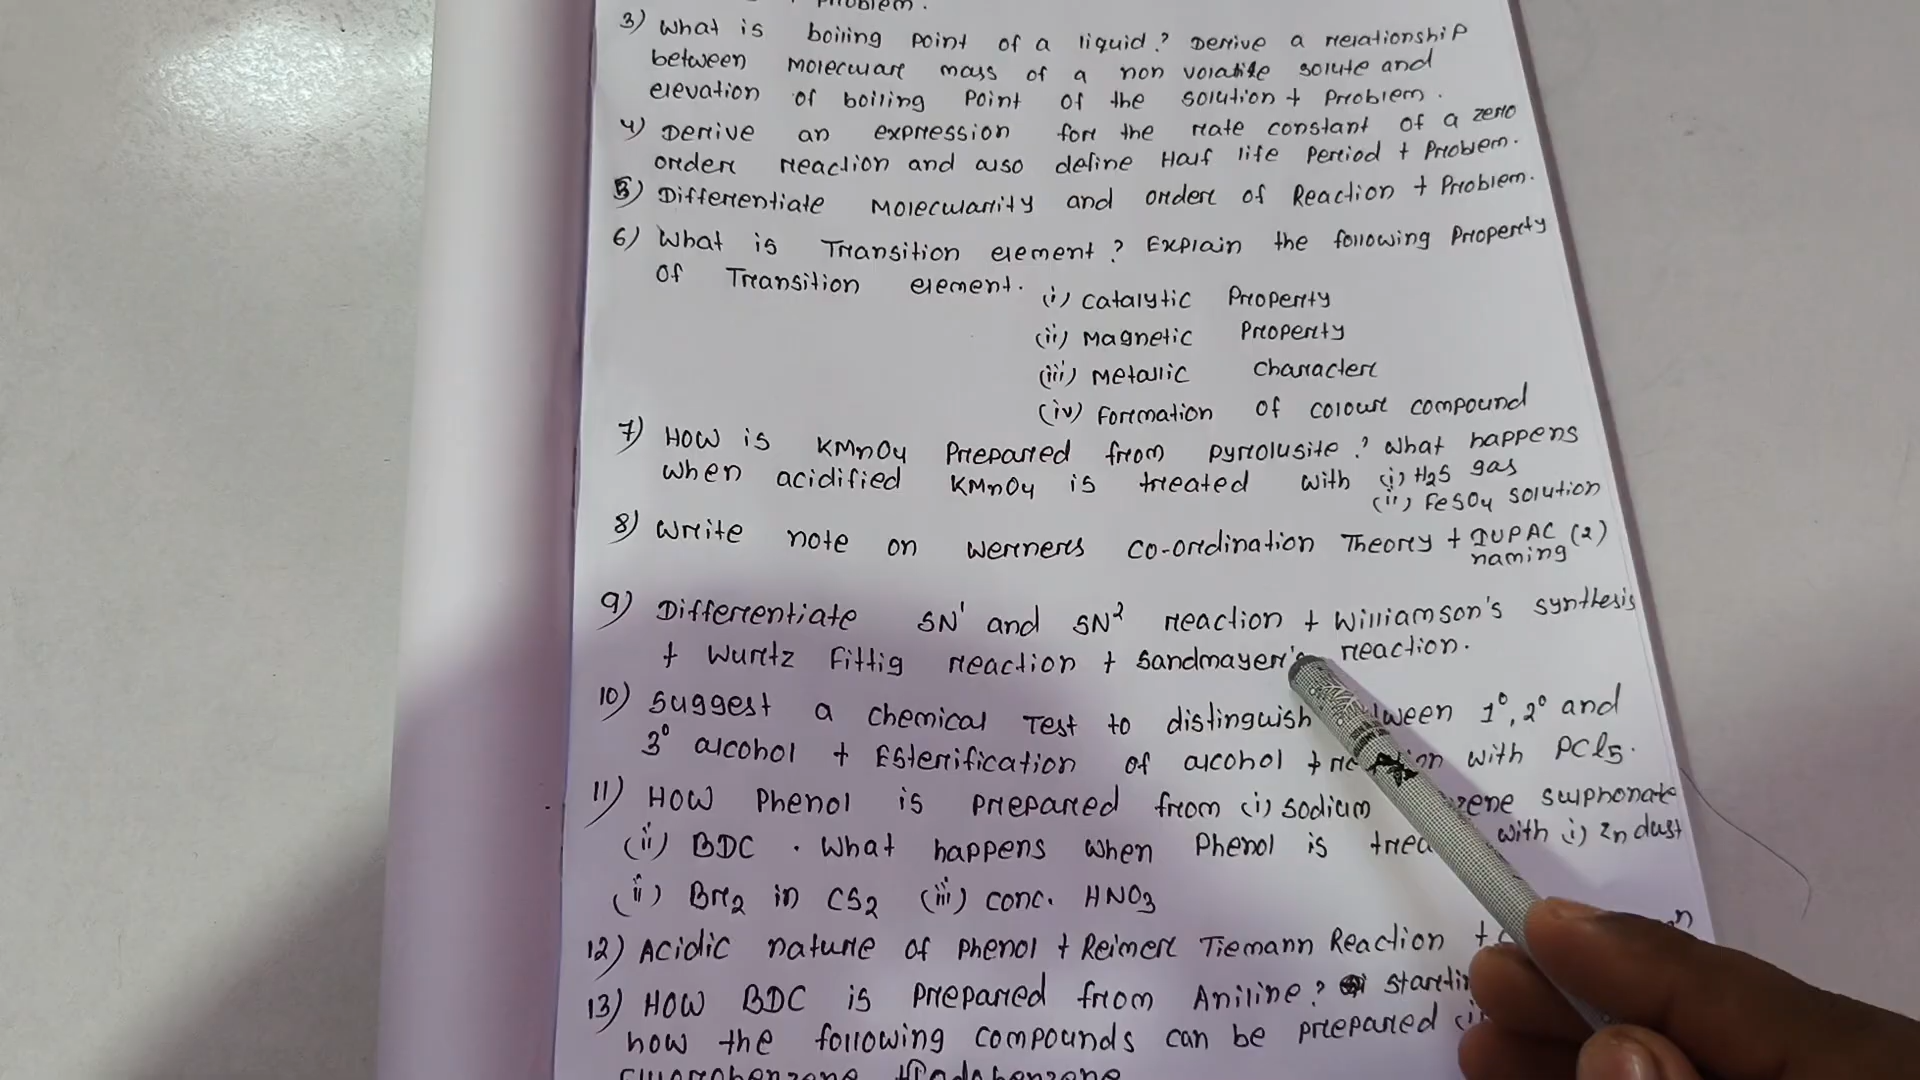 Problem.
3) What is boiling point of a liquid? Derive a relationship
between moleculare mass of a non volatile solute and
elevation of boiling point of the solution + Problem.
4) Derive an expression for the rate constant of a zero
order reaction and also define Half life Period + Problem.
5) Differentiate Molecularity and order of Reaction + Problem.
6) What is Transition element? Explain the following Property
of Transition element.
(i) Catalytic Property
(ii) Magnetic Property
(iii) Metallic Character
(iv) Formation of colour compound
7) How is KMnO4 Prepared from pyrolusite? What happens
when acidified KMnO4 is treated with (i) H2S gas
(ii) FeSO4 solution
8) Write note on Werner's Co-ordination Theory + IUPAC (2)
naming
9) Differentiate SN¹ and SN² reaction + Williamson's synthesis
+ Wurtz Fittig reaction + Sandmayer's reaction.
10) Suggest a chemical Test to distinguish 1⁰, 2⁰ and
3⁰ alcohol + Esterification of alcohol + with PCl5.
11) How Phenol is prepared from (i) sodium sulphonate
(ii) BDC. What happens when Phenol is with (i) Zn dust
(ii) Br2 in CS2 (iii) conc. HNO3
12) Acidic nature of Phenol + Reimer Tiemann Reaction +
13) How BDC is prepared from Aniline?
how the following compounds can be prepared